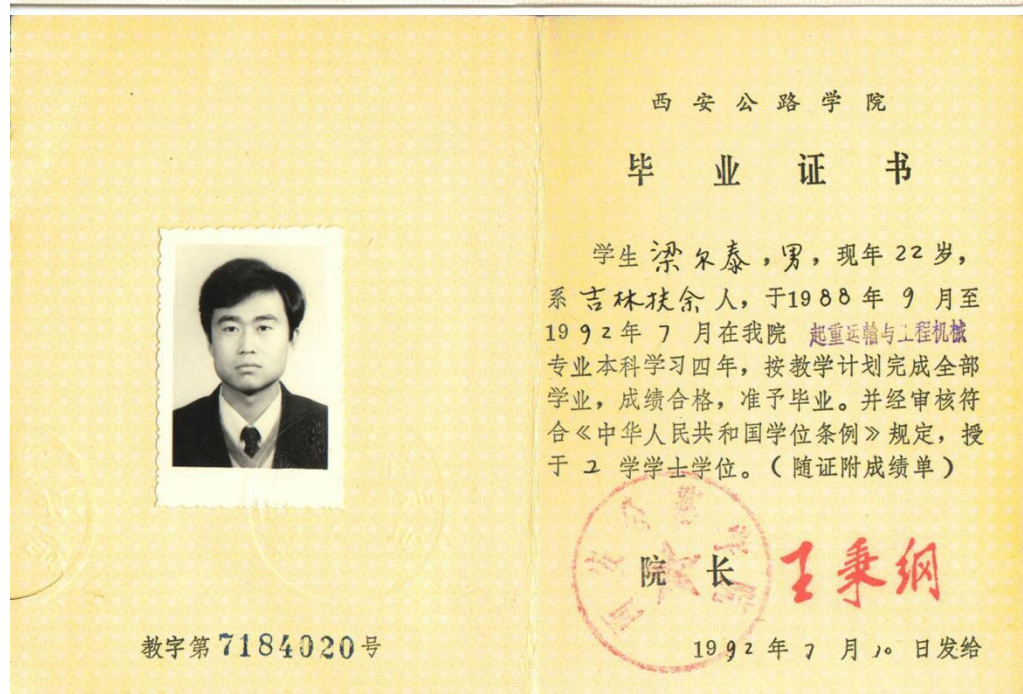 西安公路学院
毕业证书
学生梁尔泰，男，现年22岁，
系吉林扶余人，于1988年9月至
1992年7月在我院 起重运输与工程机械
专业本科学习四年，按教学计划完成全部
学业，成绩合格，准予毕业。并经审核符
合《中华人民共和国学位条例》规定，授
于工学学士学位。（随证附成绩单）
院长 王秉纲
1992年7月10日发给
教字第7184020号
西安公路学院